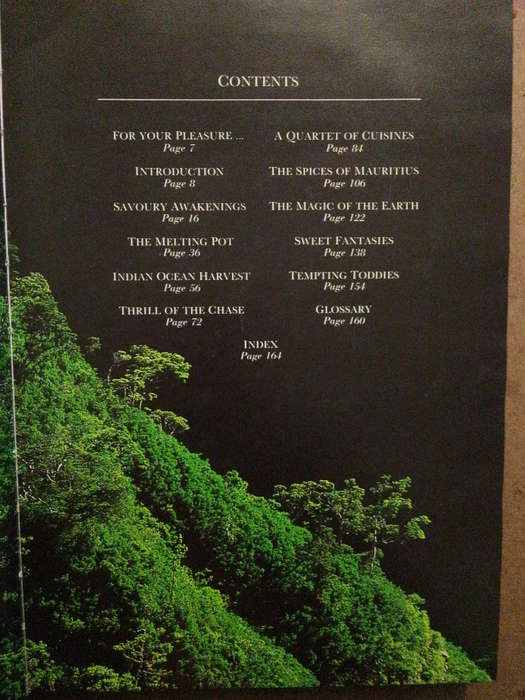 CONTENTS
FOR YOUR PLEASURE ...
Page 7
INTRODUCTION
Page 8
SAVOURY AWAKENINGS
Page 16
THE MELTING POT
Page 36
INDIAN OCEAN HARVEST
Page 56
THRILL OF THE CHASE
Page 72
A QUARTET OF CUISINES
Page 84
THE SPICES OF MAURITIUS
Page 106
THE MAGIC OF THE EARTH
Page 122
SWEET FANTASIES
Page 138
TEMPTING TODDIES
Page 154
GLOSSARY
Page 160
INDEX
Page 164